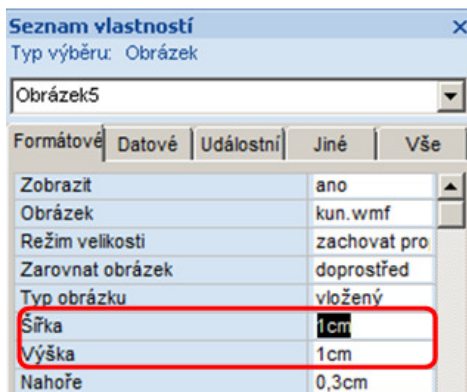 Seznam vlastností ×
Typ výběru: Obrázek
Obrázek5
Formátové Datové Událostní Jiné Vše
Zobrazit ano
Obrázek kun.wmf
Režim velikosti zachovat pro
Zarovnat obrázek doprostřed
Typ obrázku vložený
Šířka 1cm
Výška 1cm
Nahoře 0,3cm